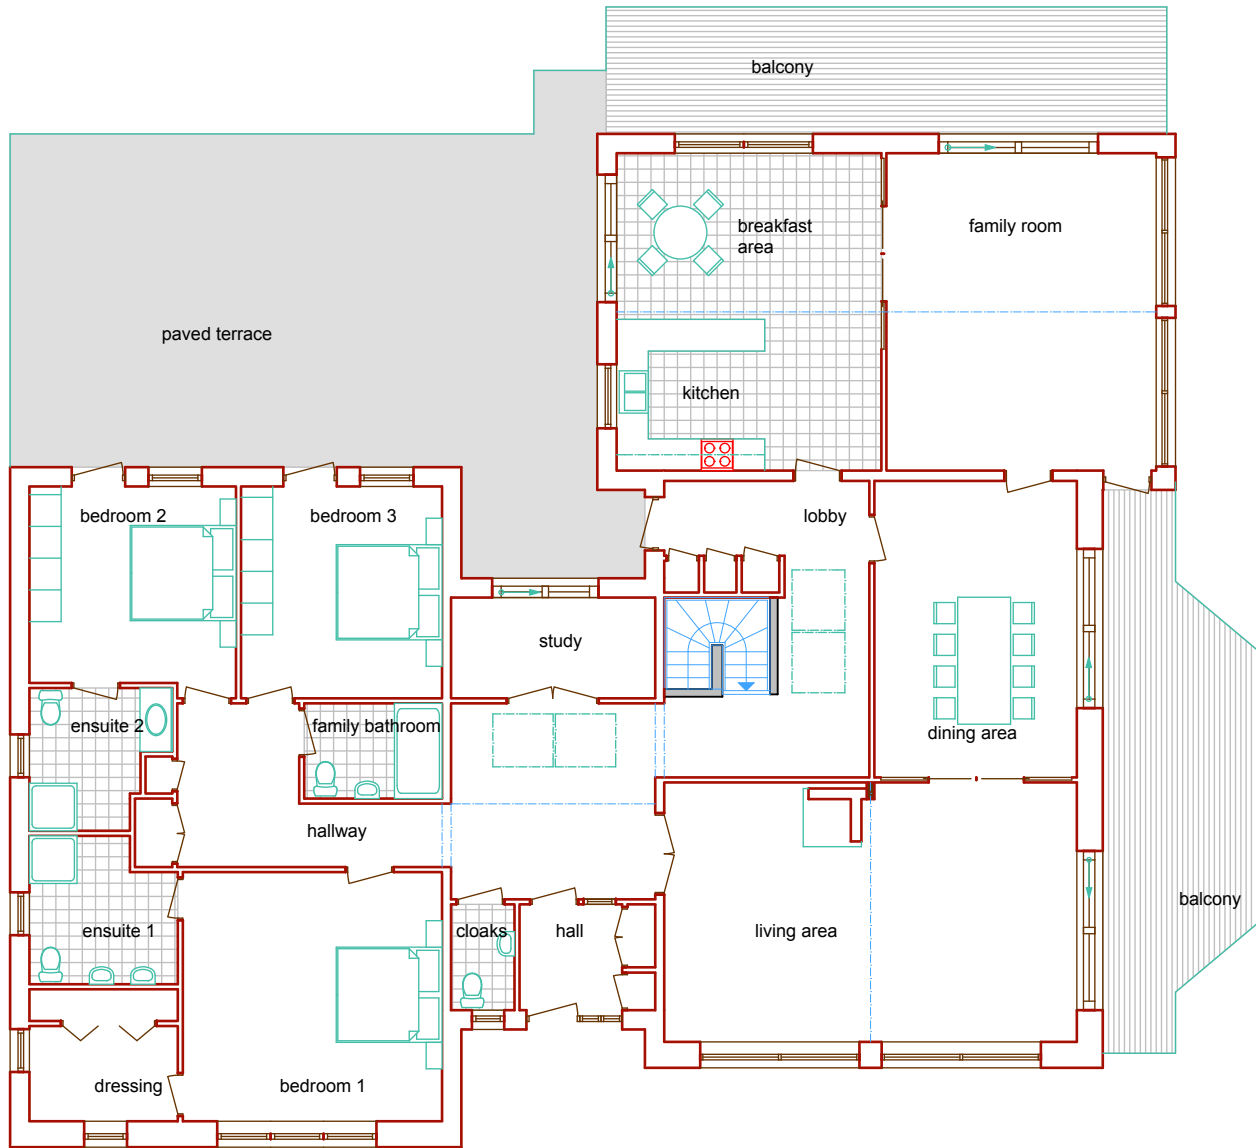 balcony
breakfast
area
family room
paved terrace
kitchen
bedroom 2
bedroom 3
lobby
study
ensuite 2
family bathroom
dining area
hallway
ensuite 1
cloaks
hall
living area
balcony
dressing
bedroom 1